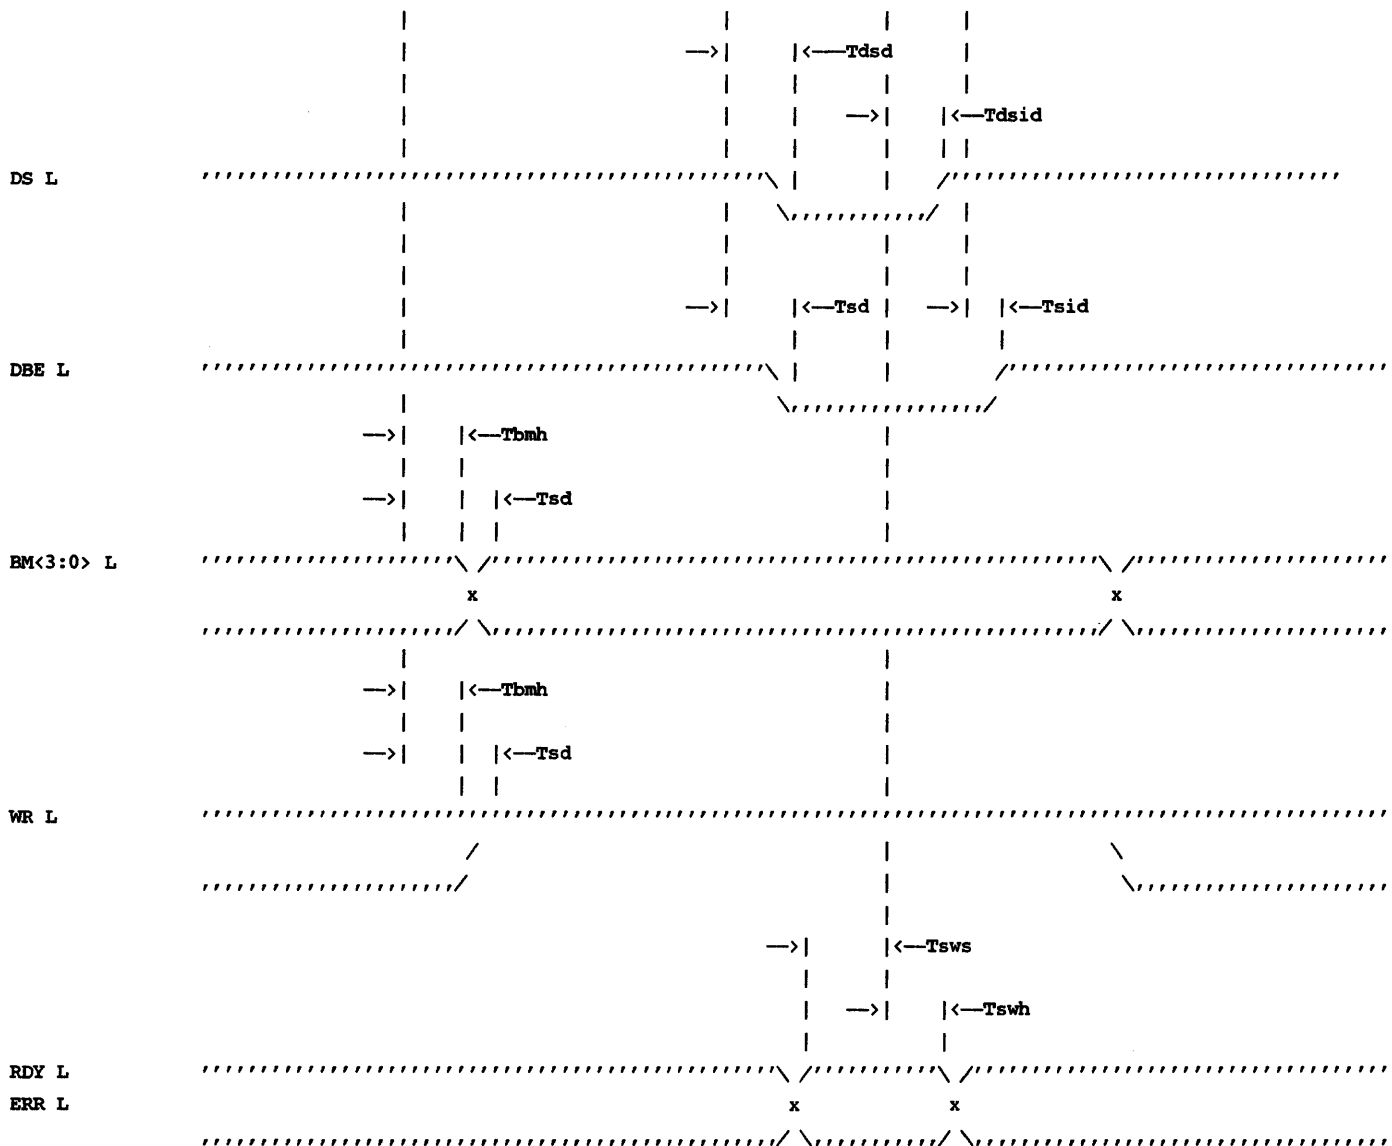 Tdsd
Tdsid
DS L
Tsd
Tsid
DBE L
Tbmh
Tsd
BM<3:0> L
x x
Tbmh
Tsd
WR L
Tsws
Tswh
RDY L
ERR L
x x